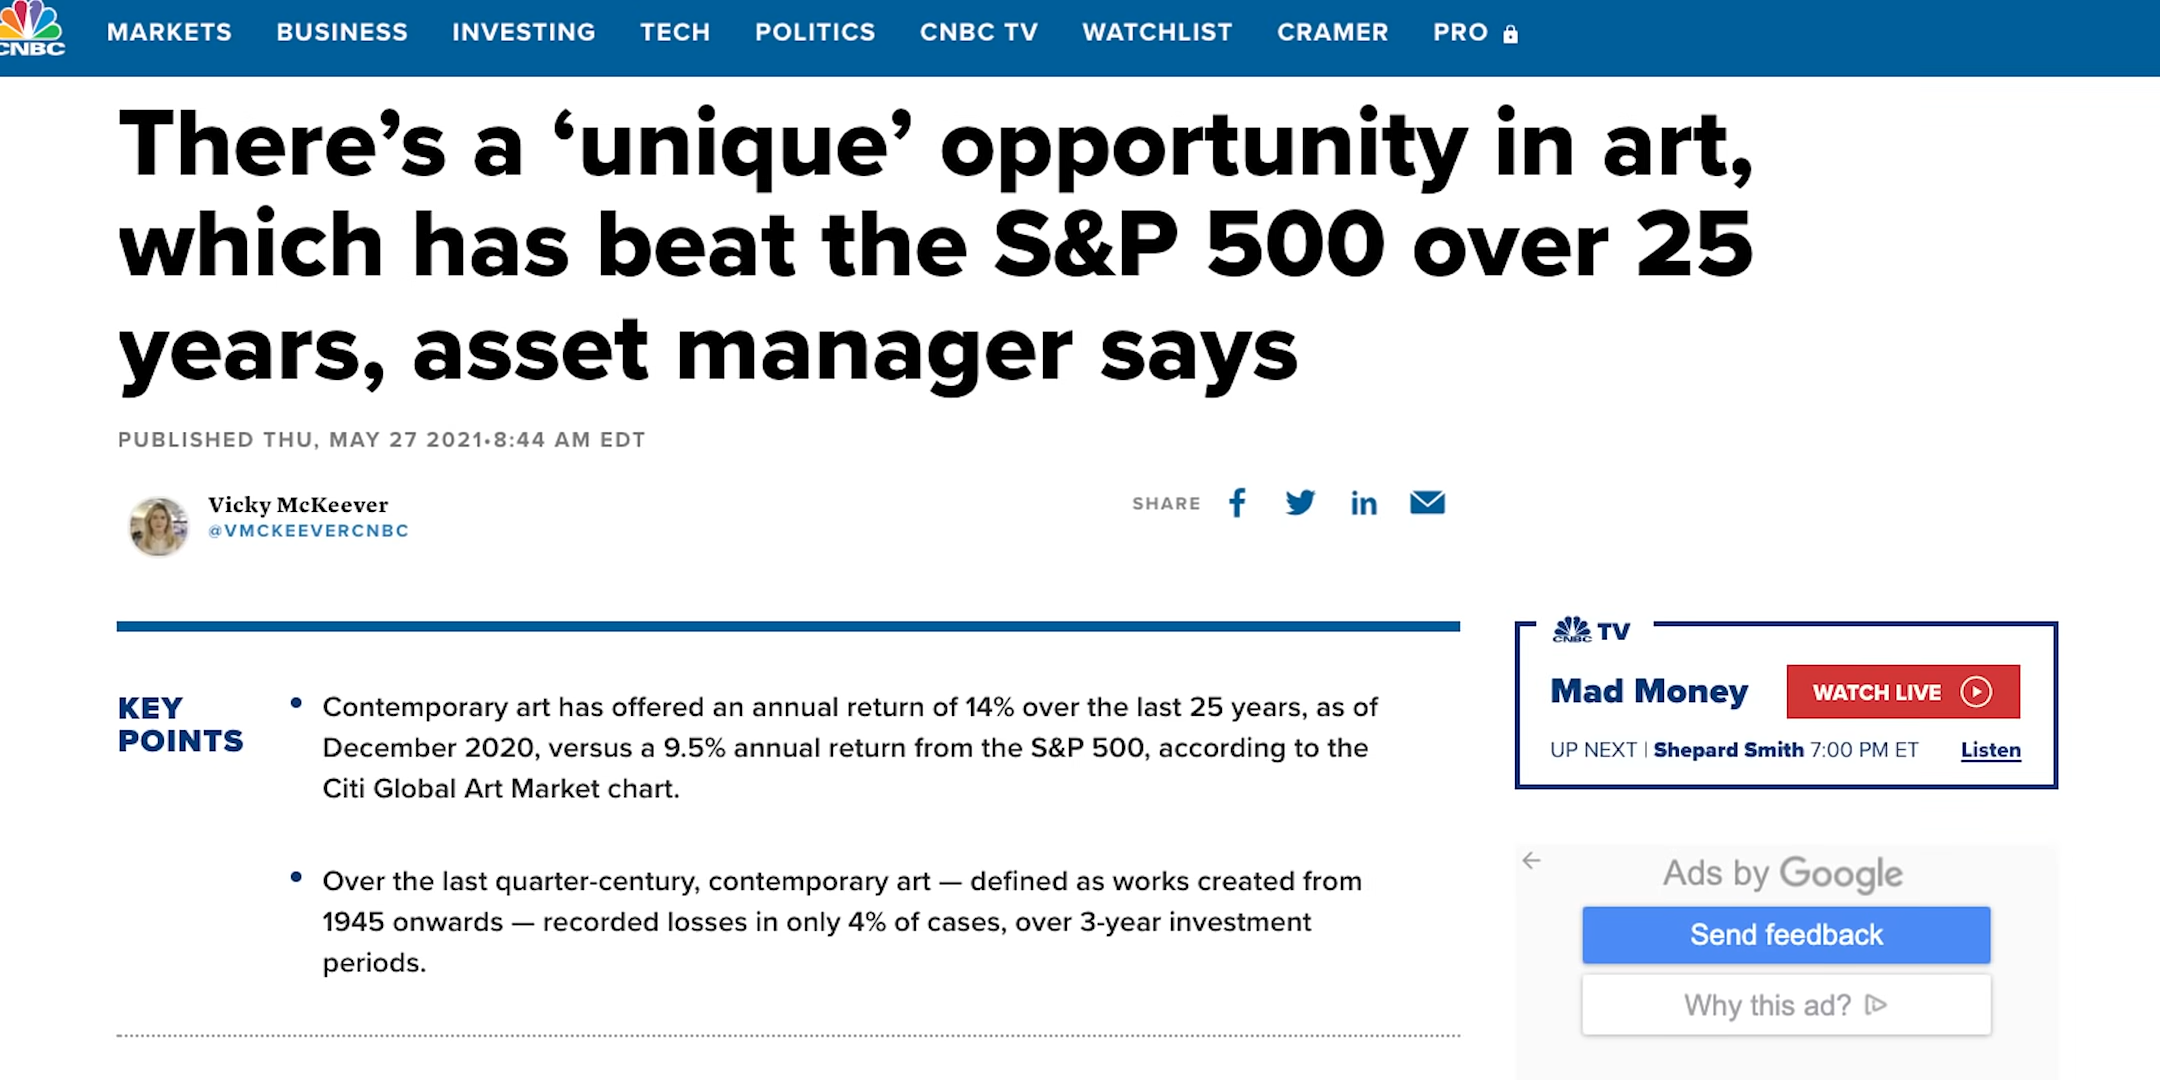 CNBC
MARKETS BUSINESS INVESTING TECH POLITICS CNBC TV WATCHLIST CRAMER PRO
There’s a ‘unique’ opportunity in art,
which has beat the S&P 500 over 25
years, asset manager says
PUBLISHED THU, MAY 27 2021•8:44 AM EDT
Vicky McKeever
@VMCKEEVERCNBC
SHARE f in
KEY
POINTS
• Contemporary art has offered an annual return of 14% over the last 25 years, as of
December 2020, versus a 9.5% annual return from the S&P 500, according to the
Citi Global Art Market chart.
• Over the last quarter-century, contemporary art — defined as works created from
1945 onwards — recorded losses in only 4% of cases, over 3-year investment
periods.
CNBC TV
Mad Money WATCH LIVE
UP NEXT | Shepard Smith 7:00 PM ET Listen
Ads by Google
Send feedback
Why this ad?